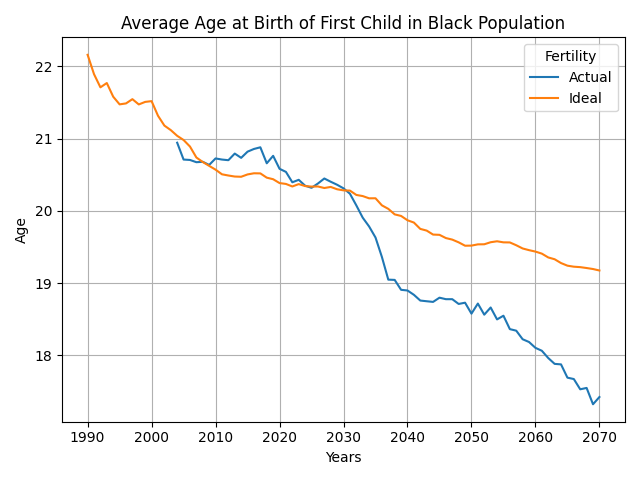 Average Age at Birth of First Child in Black Population
Fertility
Actual
Ideal
Age
22
21
20
19
18
1990 2000 2010 2020 2030 2040 2050 2060 2070
Years